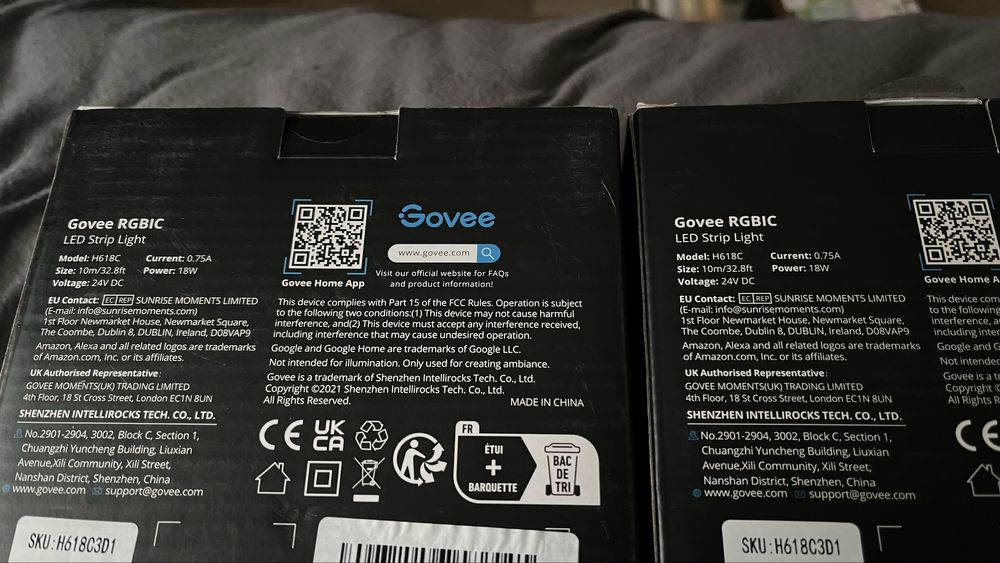 Govee RGBIC
LED Strip Light
Model: H618C Current: 0.75A
Size: 10m/32.8ft Power: 18W
Voltage: 24V DC
EU Contact: EC REP SUNRISE MOMENTS LIMITED
(E-mail: info@sunrisemoments.com)
1st Floor Newmarket House, Newmarket Square,
The Coombe, Dublin 8, DUBLIN, Ireland, D08VAP9
Amazon, Alexa and all related logos are trademarks
of Amazon.com, Inc. or its affiliates.
UK Authorised Representative:
GOVEE MOMENTS(UK) TRADING LIMITED
4th Floor, 18 St Cross Street, London EC1N 8UN
SHENZHEN INTELLIROCKS TECH. CO., LTD.
No.2901-2904, 3002, Block C, Section 1,
Chuangzhi Yuncheng Building, Liuxian
Avenue,Xili Community, Xili Street,
Nanshan District, Shenzhen, China
www.govee.com support@govee.com
SKU:H618C3D1
Govee Home App
Govee
www.govee.com
Visit our official website for FAQs
and product information!
This device complies with Part 15 of the FCC Rules. Operation is subject
to the following two conditions:(1) This device may not cause harmful
interference, and(2) This device must accept any interference received,
including interference that may cause undesired operation.
Google and Google Home are trademarks of Google LLC.
Not intended for illumination. Only used for creating ambiance.
Govee is a trademark of Shenzhen Intellirocks Tech. Co., Ltd.
Copyright ©2021 Shenzhen Intellirocks Tech. Co., Ltd.
All Rights Reserved. MADE IN CHINA
CE UK
CA
FR
ÉTUI
+
BARQUETTE
BAC
DE
TRI
Govee RGBIC
LED Strip Light
Model: H618C Current: 0.75A
Size: 10m/32.8ft Power: 18W
Voltage: 24V DC
EU Contact: EC REP SUNRISE MOMENTS LIMITED
(E-mail: info@sunrisemoments.com)
1st Floor Newmarket House, Newmarket Square,
The Coombe, Dublin 8, DUBLIN, Ireland, D08VAP9
Amazon, Alexa and all related logos are trademarks
of Amazon.com, Inc. or its affiliates.
UK Authorised Representative:
GOVEE MOMENTS(UK) TRADING LIMITED
4th Floor, 18 St Cross Street, London EC1N 8UN
SHENZHEN INTELLIROCKS TECH. CO., LTD.
No.2901-2904, 3002, Block C, Section 1,
Chuangzhi Yuncheng Building, Liuxian
Avenue,Xili Community, Xili Street,
Nanshan District, Shenzhen, China
www.govee.com support@govee.com
SKU:H618C3D1
Govee Home
This device
to the following
interference,
including
Google and
Not
Govee is a
Copyright
All Rights